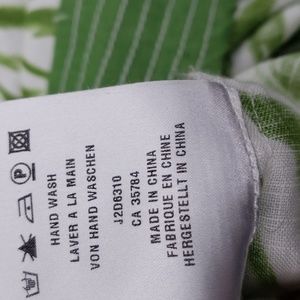 HAND WASH
LAVER A LA MAIN
VON HAND WASCHEN
J2D6310
CA 35784
MADE IN CHINA
FABRIQUE EN CHINE
HERGESTELLT IN CHINA
P